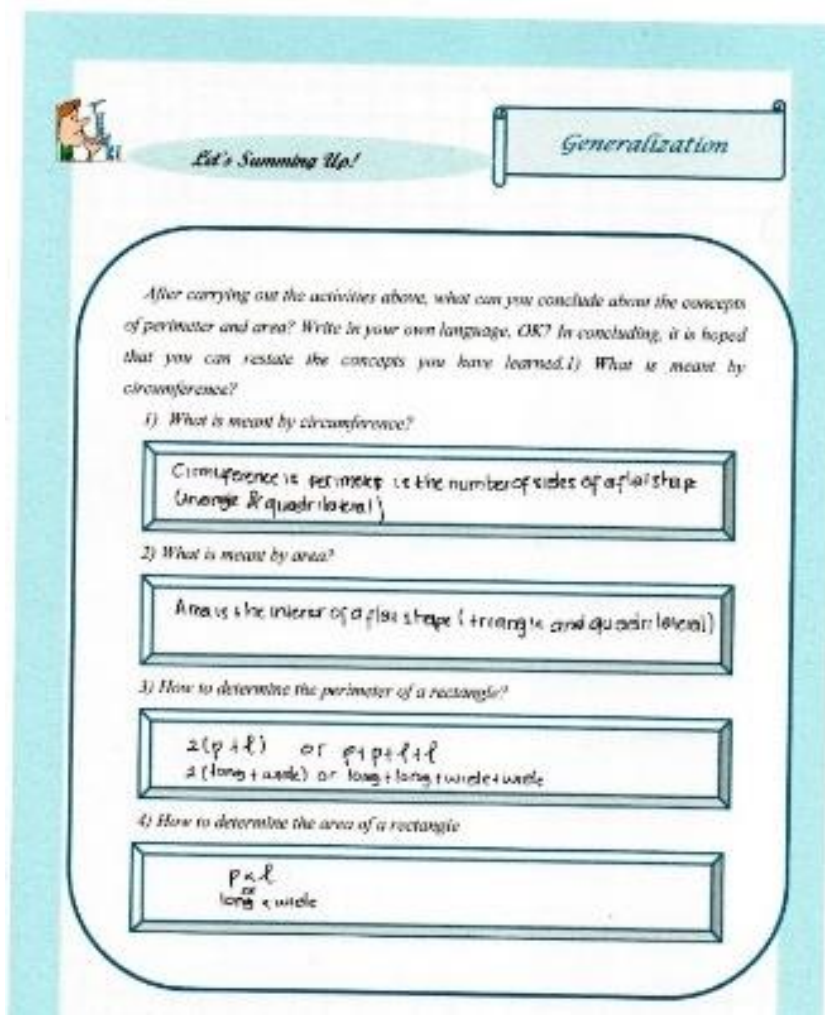 Let's Summing Up!
Generalization
After carrying out the activities above, what can you conclude about the concepts
of perimeter and area? Write in your own language, OK? In concluding, it is hoped
that you can restate the concepts you have learned.1) What is meant by
circumference?
1) What is meant by circumference?
is perimeter is the number of sides of a flat shape
& quadrilateral)
2) What is meant by area?
Area is the interior of a flat shape (triangle and quadrilateral)
3) How to determine the perimeter of a rectangle?
2(p + l) or p+p+l+l
2 (long + wide) or long + long + wide + wide
4) How to determine the area of a rectangle
p x l
long x wide